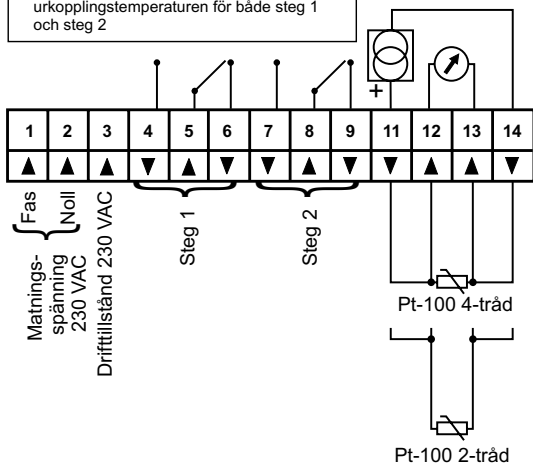 urkopplingstemperaturen för både steg 1
och steg 2
+
1 2 3 4 5 6 7 8 9 11 12 13 14
Fas
Noll
Matnings-
spänning
230 VAC
Drifttillstånd 230 VAC
Steg 1
Steg 2
Pt-100 4-tråd
Pt-100 2-tråd